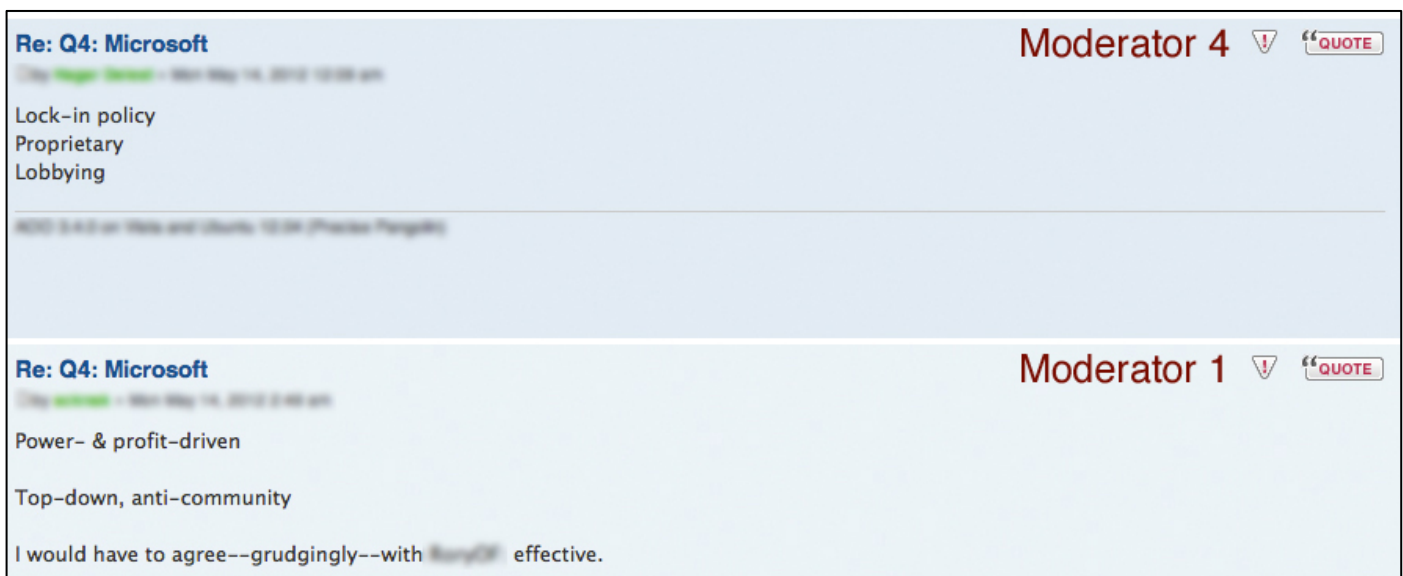 Re: Q4: Microsoft
Moderator 4
QUOTE
Lock-in policy
Proprietary
Lobbying
Re: Q4: Microsoft
Moderator 1
QUOTE
Power- & profit-driven
Top-down, anti-community
I would have to agree--grudgingly--with effective.